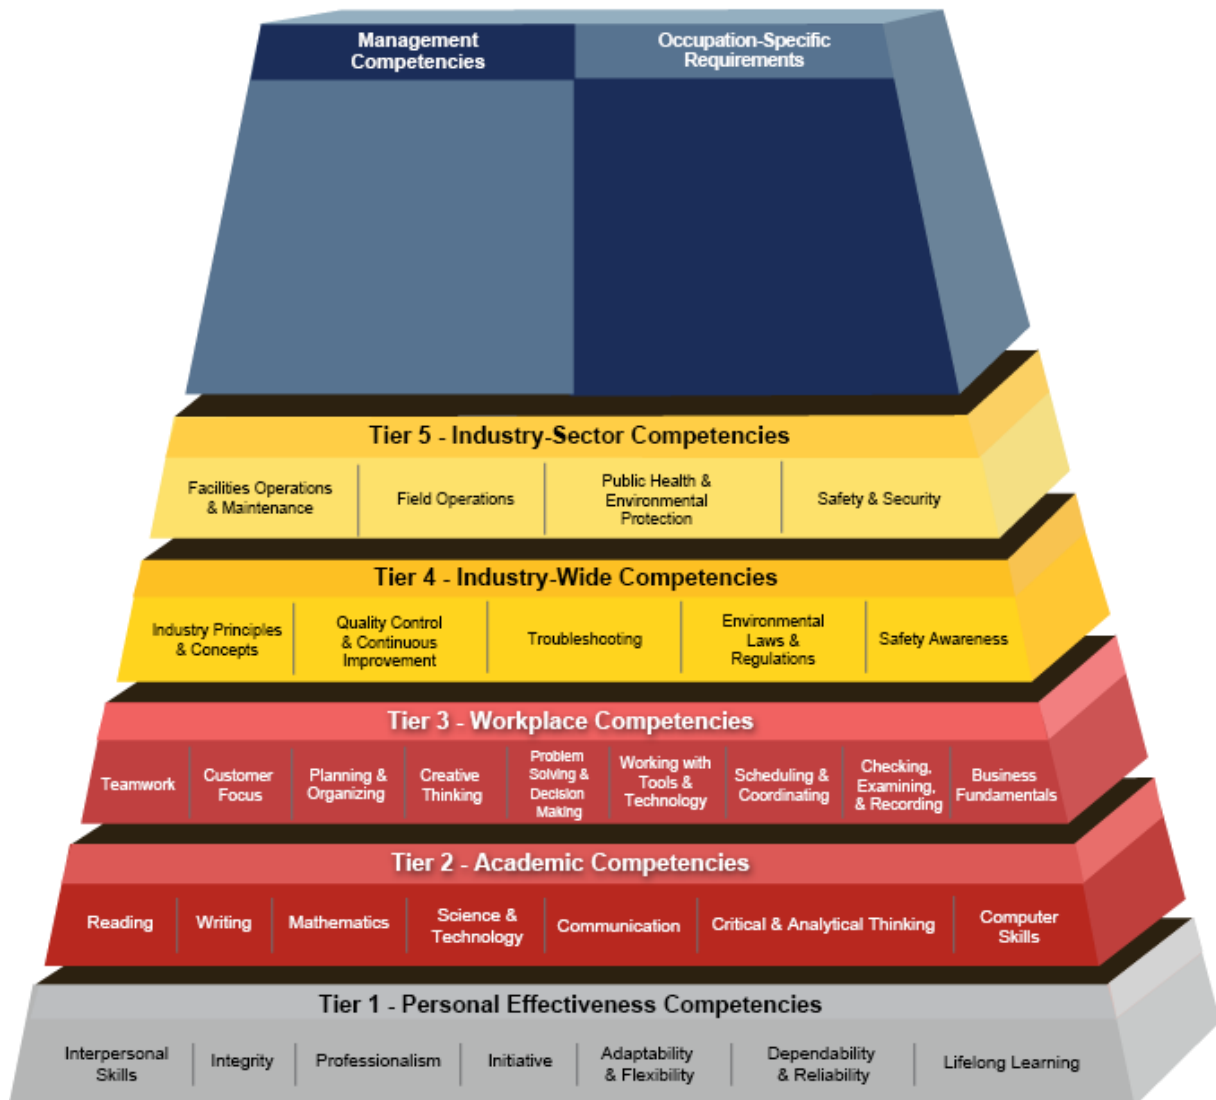 Management
Competencies
Occupation-Specific
Requirements
Tier 5 - Industry-Sector Competencies
Facilities Operations
& Maintenance
Field Operations
Public Health &
Environmental
Protection
Safety & Security
Tier 4 - Industry-Wide Competencies
Industry Principles
& Concepts
Quality Control
& Continuous
Improvement
Troubleshooting
Environmental
Laws &
Regulations
Safety Awareness
Tier 3 - Workplace Competencies
Teamwork
Customer
Focus
Planning &
Organizing
Creative
Thinking
Problem
Solving &
Decision
Making
Working with
Tools &
Technology
Scheduling &
Coordinating
Checking,
Examining,
& Recording
Business
Fundamentals
Tier 2 - Academic Competencies
Reading
Writing
Mathematics
Science &
Technology
Communication
Critical & Analytical Thinking
Computer
Skills
Tier 1 - Personal Effectiveness Competencies
Interpersonal
Skills
Integrity
Professionalism
Initiative
Adaptability
& Flexibility
Dependability
& Reliability
Lifelong Learning